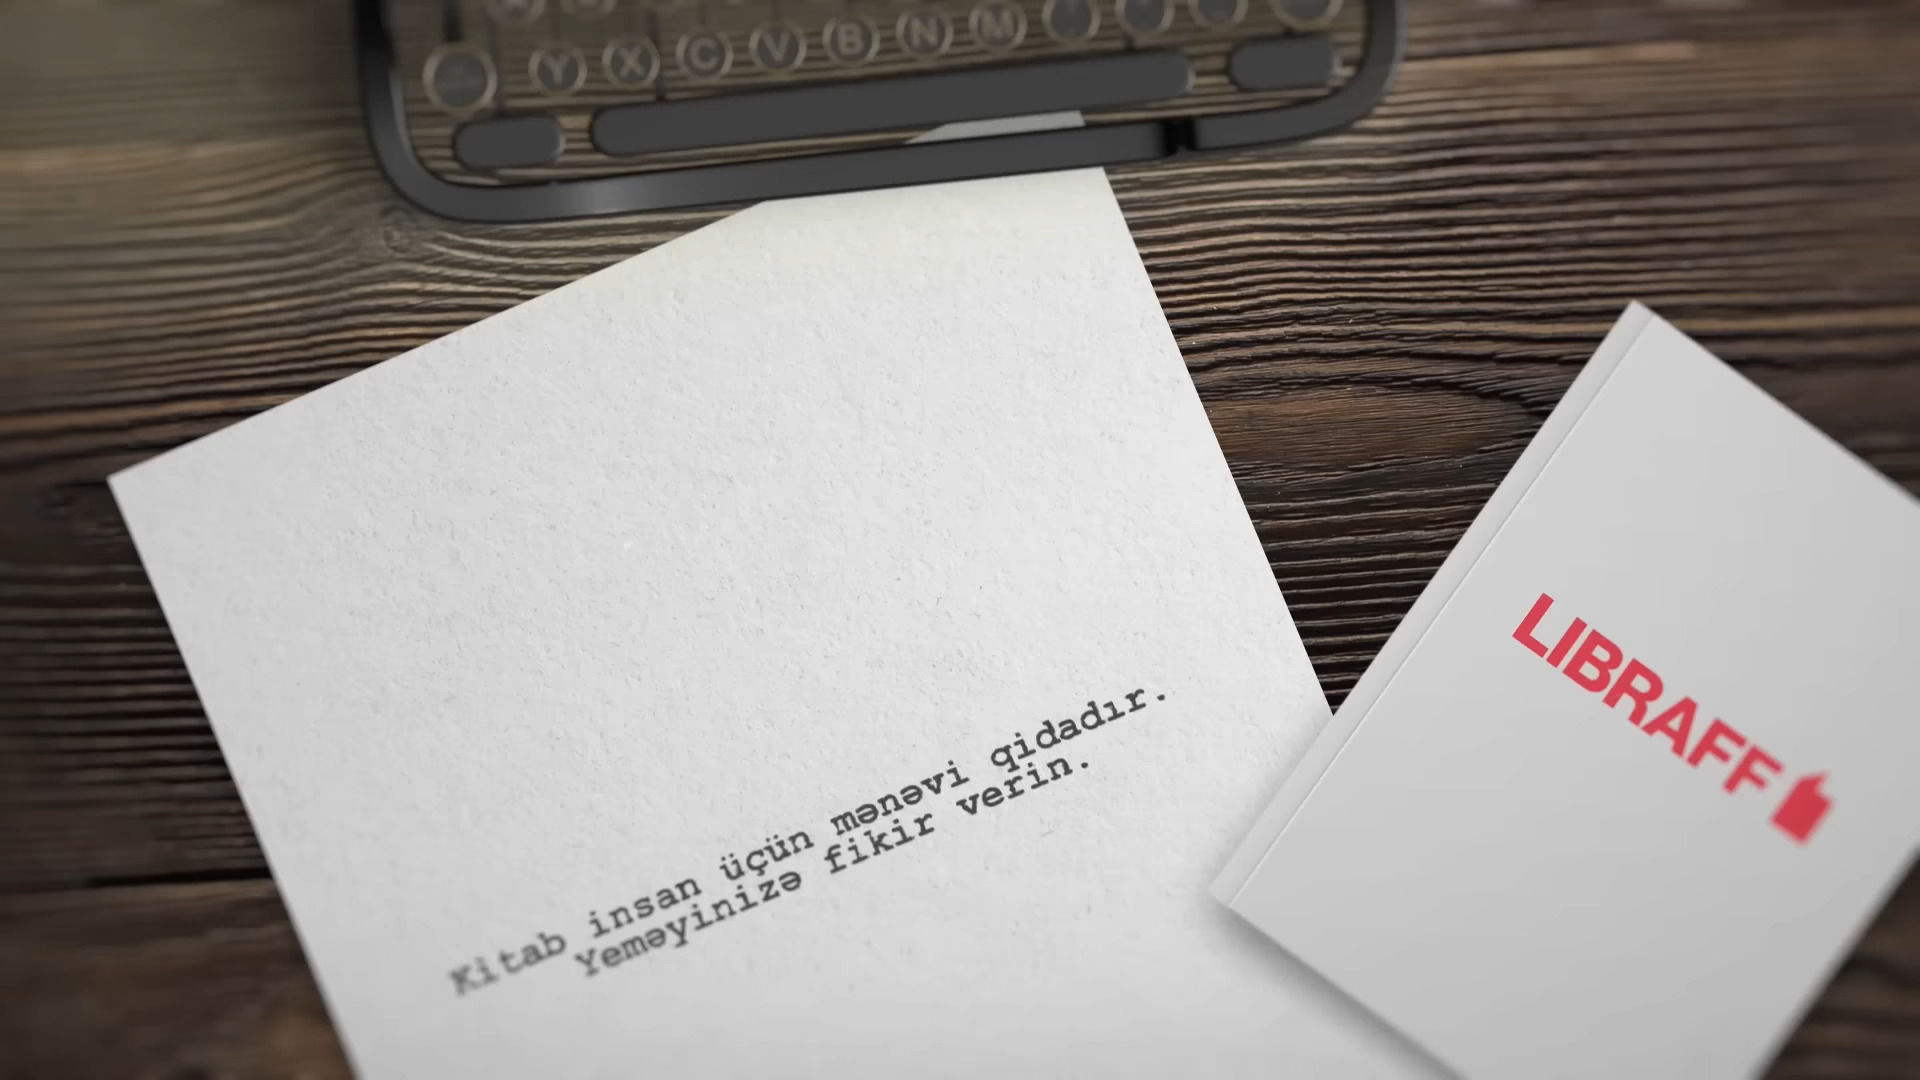 Y X C V B N M
Kitab insan üçün mənəvi qidadır.
Yeməyinizə fikir verin.
LIBRAFF